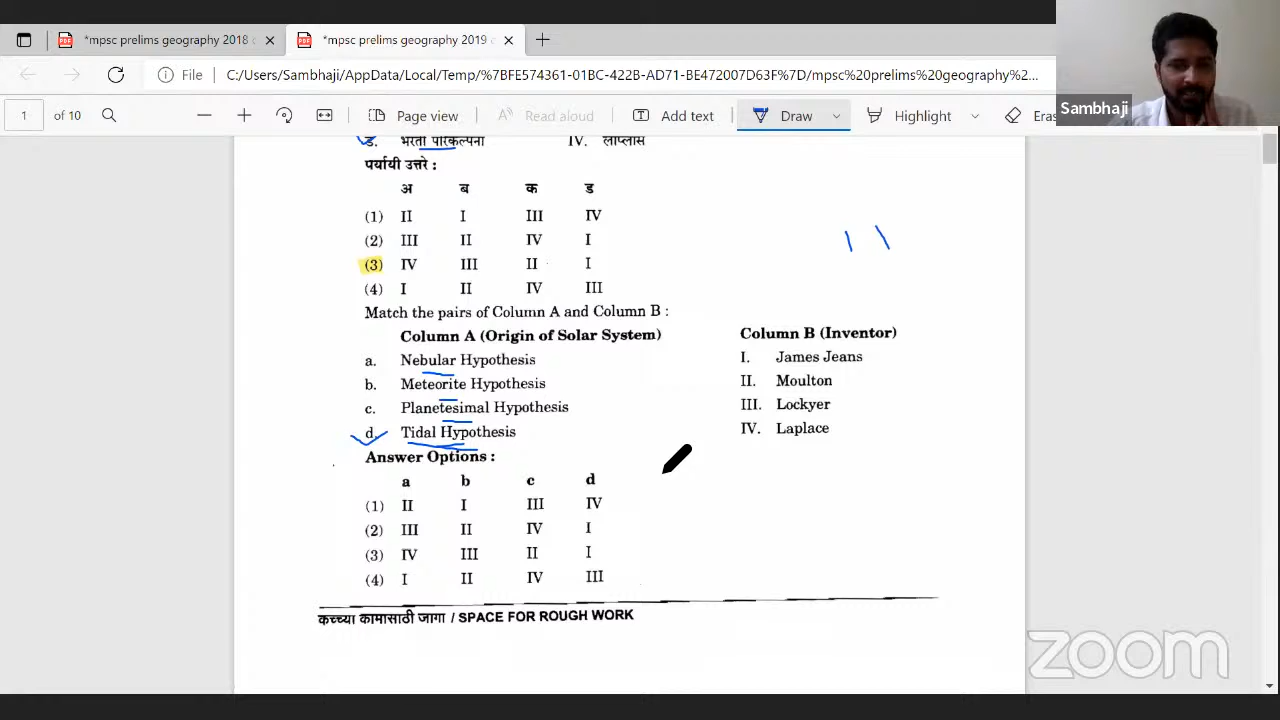 *mpsc prelims geography 2018
*mpsc prelims geography 2019
File C:/Users/Sambhaji/AppData/Local/Temp/%7BFE574361-01BC-422B-AD71-BE472007D63F%7D/mpsc%20prelims%20geography%2...
1 of 10 Page view Read aloud Add text Draw Highlight
Sambhaji
ड. भरती परिकल्पना IV. लाप्लास
पर्यायी उत्तरे :
अ ब क ड
(1) II I III IV
(2) III II IV I
(3) IV III II I
(4) I II IV III
Match the pairs of Column A and Column B :
Column A (Origin of Solar System) Column B (Inventor)
a. Nebular Hypothesis I. James Jeans
b. Meteorite Hypothesis II. Moulton
c. Planetesimal Hypothesis III. Lockyer
d. Tidal Hypothesis IV. Laplace
Answer Options :
a b c d
(1) II I III IV
(2) III II IV I
(3) IV III II I
(4) I II IV III
कच्च्या कामासाठी जागा / SPACE FOR ROUGH WORK
zoom